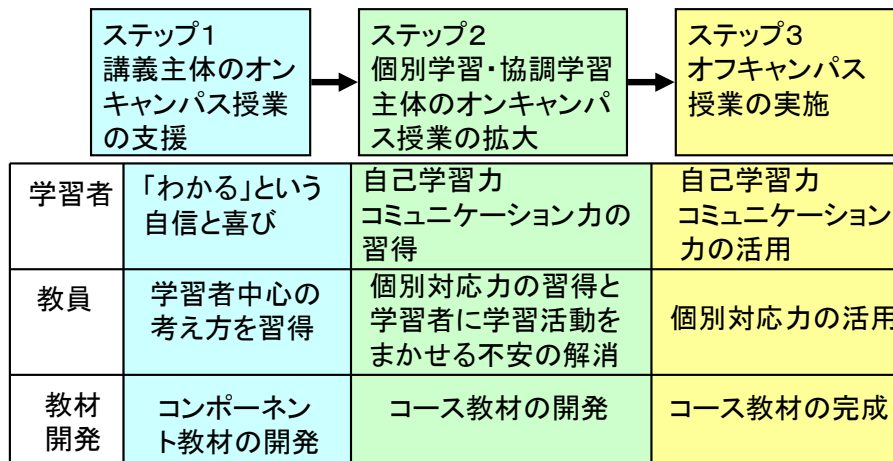 ステップ1
講義主体のオン
キャンパス授業
の支援
ステップ2
個別学習・協調学習
主体のオンキャンパ
ス授業の拡大
ステップ3
オフキャンパス
授業の実施
学習者
「わかる」という
自信と喜び
自己学習力
コミュニケーション力の
習得
自己学習力
コミュニケーション
力の活用
教員
学習者中心の
考え方を習得
個別対応力の習得と
学習者に学習活動を
まかせる不安の解消
個別対応力の活用
教材
開発
コンポーネン
ト教材の開発
コース教材の開発
コース教材の完成